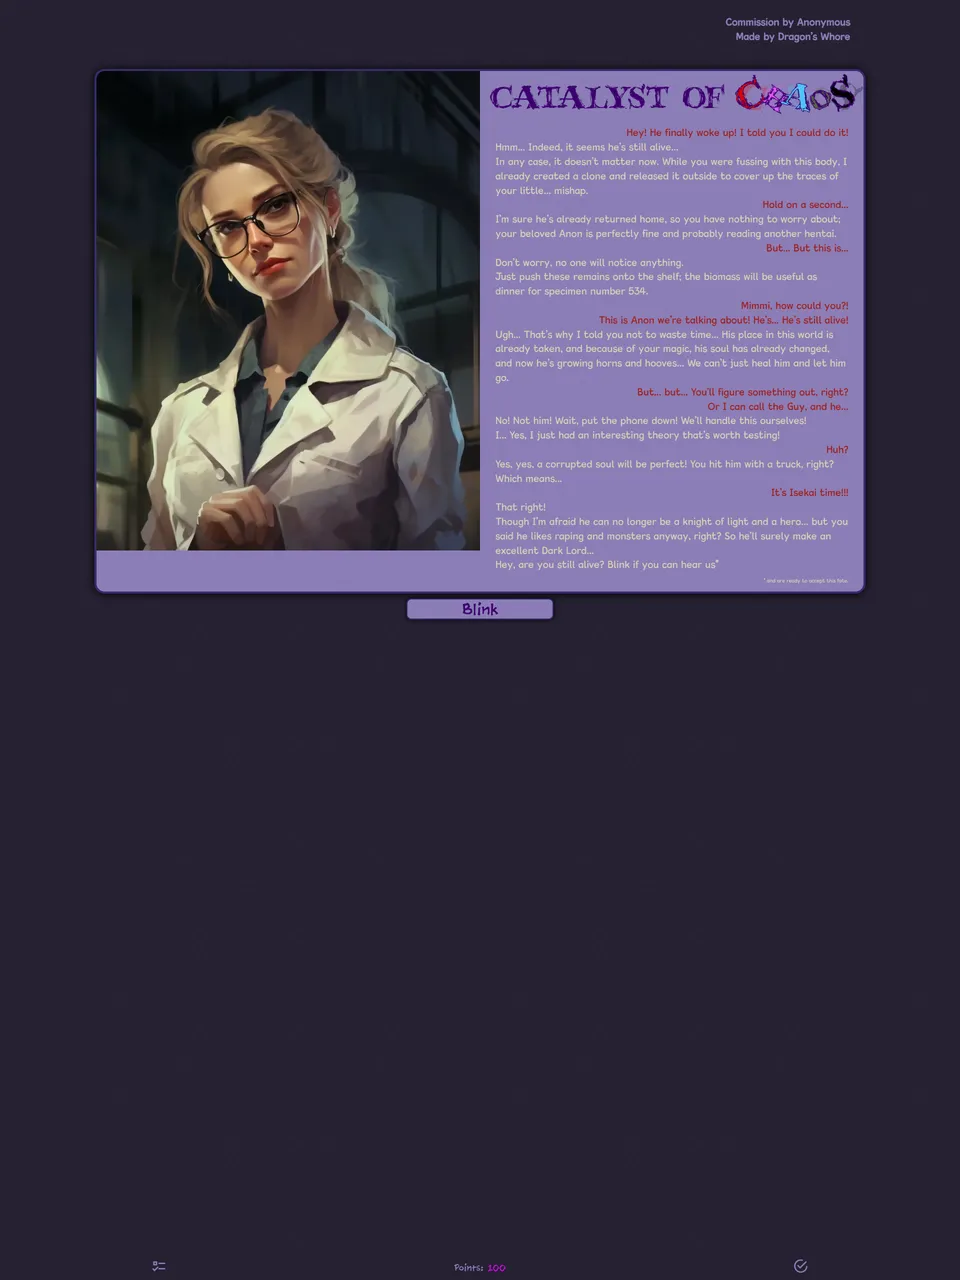 Commission by Anonymous
Made by Dragon's Whore
CATALYST OF CHAOS
Hey! He finally woke up! I told you I could do it!
Hmm... Indeed, it seems he's still alive...
In any case, it doesn't matter now. While you were fussing with this body, I
already created a clone and released it outside to cover up the traces of
your little... mishap.
Hold on a second...
I'm sure he's already returned home, so you have nothing to worry about;
your beloved Anon is perfectly fine and probably reading another hentai.
But... But this is...
Don't worry, no one will notice anything.
Just push these remains onto the shelf; the biomass will be useful as
dinner for specimen number 534.
Mimmi, how could you?!
This is Anon we're talking about! He's... He's still alive!
Ugh... That's why I told you not to waste time... His place in this world is
already taken, and because of your magic, his soul has already changed,
and now he's growing horns and hooves... We can't just heal him and let him
go.
But... but... You'll figure something out, right?
Or I can call the Guy, and he...
No! Not him! Wait, put the phone down! We'll handle this ourselves!
I... Yes, I just had an interesting theory that's worth testing!
Huh?
Yes, yes, a corrupted soul will be perfect! You hit him with a truck, right?
Which means...
It's Isekai time!!!
That right!
Though I'm afraid he can no longer be a knight of light and a hero... but you
said he likes raping and monsters anyway, right? So he'll surely make an
excellent Dark Lord...
Hey, are you still alive? Blink if you can hear us*
* and are ready to accept this fate.
Blink
Points: 100